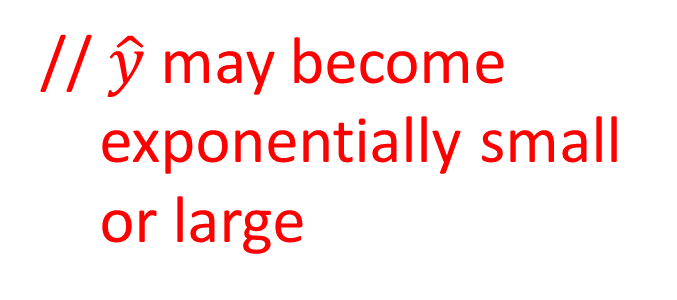 // ŷ may become
exponentially small
or large